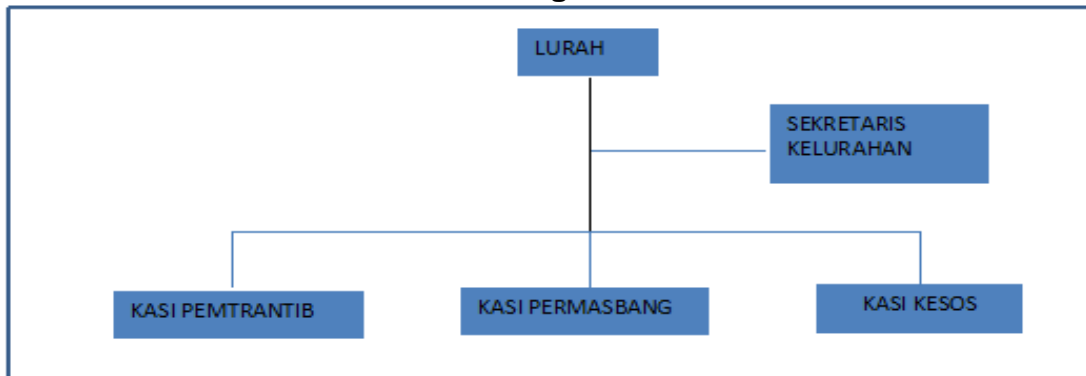 LURAH
SEKRETARIS
KELURAHAN
KASI PEMTRANTIB
KASI PERMASBANG
KASI KESOS